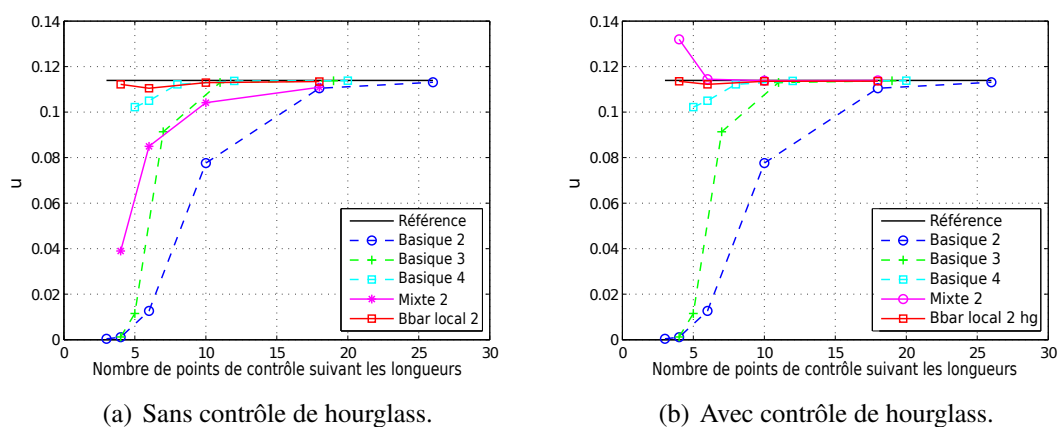 0.14
0.12
0.1
0.08
0.06
0.04
0.02
0
u
0 5 10 15 20 25 30
Nombre de points de contrôle suivant les longueurs
Référence
Basique 2
Basique 3
Basique 4
Mixte 2
Bbar local 2
(a) Sans contrôle de hourglass.
0.14
0.12
0.1
0.08
0.06
0.04
0.02
0
u
0 5 10 15 20 25 30
Nombre de points de contrôle suivant les longueurs
Référence
Basique 2
Basique 3
Basique 4
Mixte 2
Bbar local 2 hg
(b) Avec contrôle de hourglass.